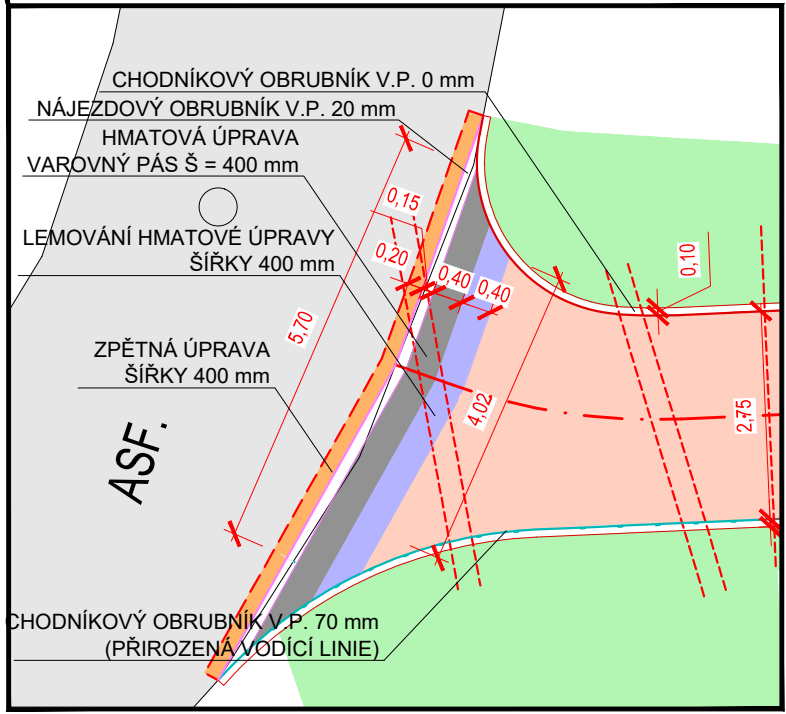 CHODNÍKOVÝ OBRUBNÍK V.P. 0 mm
NÁJEZDOVÝ OBRUBNÍK V.P. 20 mm
HMATOVÁ ÚPRAVA
VAROVNÝ PÁS Š = 400 mm
0,15
LEMOVÁNÍ HMATOVÉ ÚPRAVY
ŠÍŘKY 400 mm
0,20
0,40
0,40
0,10
5,70
ZPĚTNÁ ÚPRAVA
ŠÍŘKY 400 mm
4,02
2,75
ASF.
CHODNÍKOVÝ OBRUBNÍK V.P. 70 mm
(PŘIROZENÁ VODÍCÍ LINIE)